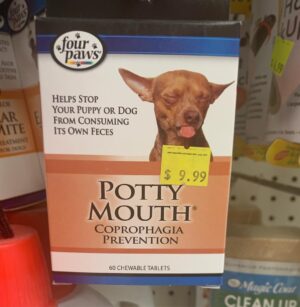 four
paws
HELPS STOP
YOUR PUPPY OR DOG
FROM CONSUMING
ITS OWN FECES
$ 9.99
POTTY
MOUTH®
COPROPHAGIA
PREVENTION
60 CHEWABLE TABLETS
Magic Coat
CLEAN UP